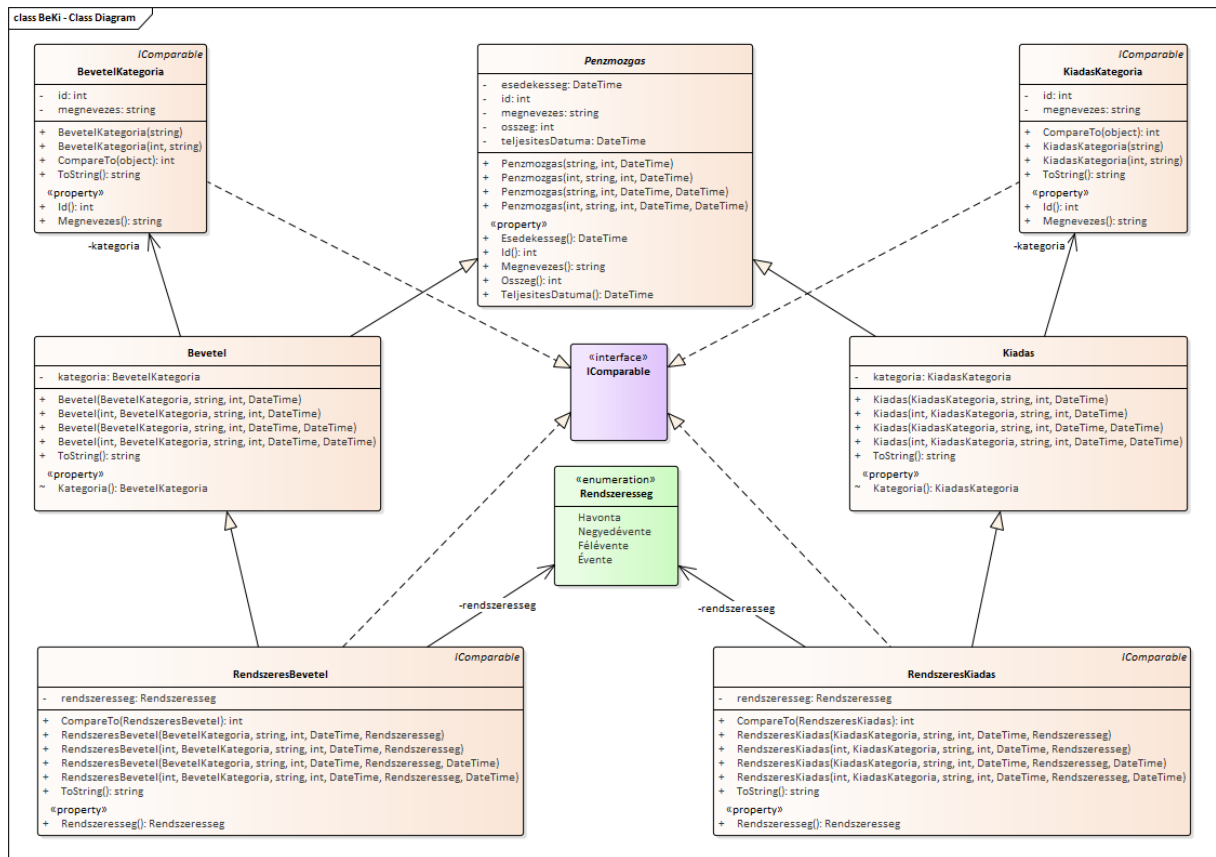 class BeKi - Class Diagram
IComparable
BevetelKategoria
- id: int
- megnevezes: string
+ BevetelKategoria(string)
+ BevetelKategoria(int, string)
+ CompareTo(object): int
+ ToString(): string
«property»
+ Id(): int
+ Megnevezes(): string
Penzmozgas
- esedekesseg: DateTime
- id: int
- megnevezes: string
- osszeg: int
- teljesitesDatuma: DateTime
+ Penzmozgas(string, int, DateTime)
+ Penzmozgas(int, string, int, DateTime)
+ Penzmozgas(string, int, DateTime, DateTime)
+ Penzmozgas(int, string, int, DateTime, DateTime)
«property»
+ Esedekesseg(): DateTime
+ Id(): int
+ Megnevezes(): string
+ Osszeg(): int
+ TeljesitesDatuma(): DateTime
IComparable
KiadasKategoria
- id: int
- megnevezes: string
+ CompareTo(object): int
+ KiadasKategoria(string)
+ KiadasKategoria(int, string)
+ ToString(): string
«property»
+ Id(): int
+ Megnevezes(): string
-kategoria
-kategoria
Bevetel
- kategoria: BevetelKategoria
+ Bevetel(BevetelKategoria, string, int, DateTime)
+ Bevetel(int, BevetelKategoria, string, int, DateTime)
+ Bevetel(BevetelKategoria, string, int, DateTime, DateTime)
+ Bevetel(int, BevetelKategoria, string, int, DateTime, DateTime)
+ ToString(): string
«property»
~ Kategoria(): BevetelKategoria
«interface»
IComparable
Kiadas
- kategoria: KiadasKategoria
+ Kiadas(KiadasKategoria, string, int, DateTime)
+ Kiadas(int, KiadasKategoria, string, int, DateTime)
+ Kiadas(KiadasKategoria, string, int, DateTime, DateTime)
+ Kiadas(int, KiadasKategoria, string, int, DateTime, DateTime)
+ ToString(): string
«property»
~ Kategoria(): KiadasKategoria
«enumeration»
Rendszeresseg
Havonta
Negyedévente
Félévente
Évente
-rendszeresseg
-rendszeresseg
IComparable
RendszeresBevetel
- rendszeresseg: Rendszeresseg
+ CompareTo(RendszeresBevetel): int
+ RendszeresBevetel(BevetelKategoria, string, int, DateTime, Rendszeresseg)
+ RendszeresBevetel(int, BevetelKategoria, string, int, DateTime, Rendszeresseg)
+ RendszeresBevetel(BevetelKategoria, string, int, DateTime, Rendszeresseg, DateTime)
+ RendszeresBevetel(int, BevetelKategoria, string, int, DateTime, Rendszeresseg, DateTime)
+ ToString(): string
«property»
+ Rendszeresseg(): Rendszeresseg
IComparable
RendszeresKiadas
- rendszeresseg: Rendszeresseg
+ CompareTo(RendszeresKiadas): int
+ RendszeresKiadas(KiadasKategoria, string, int, DateTime, Rendszeresseg)
+ RendszeresKiadas(int, KiadasKategoria, string, int, DateTime, Rendszeresseg)
+ RendszeresKiadas(KiadasKategoria, string, int, DateTime, Rendszeresseg, DateTime)
+ RendszeresKiadas(int, KiadasKategoria, string, int, DateTime, Rendszeresseg, DateTime)
+ ToString(): string
«property»
+ Rendszeresseg(): Rendszeresseg